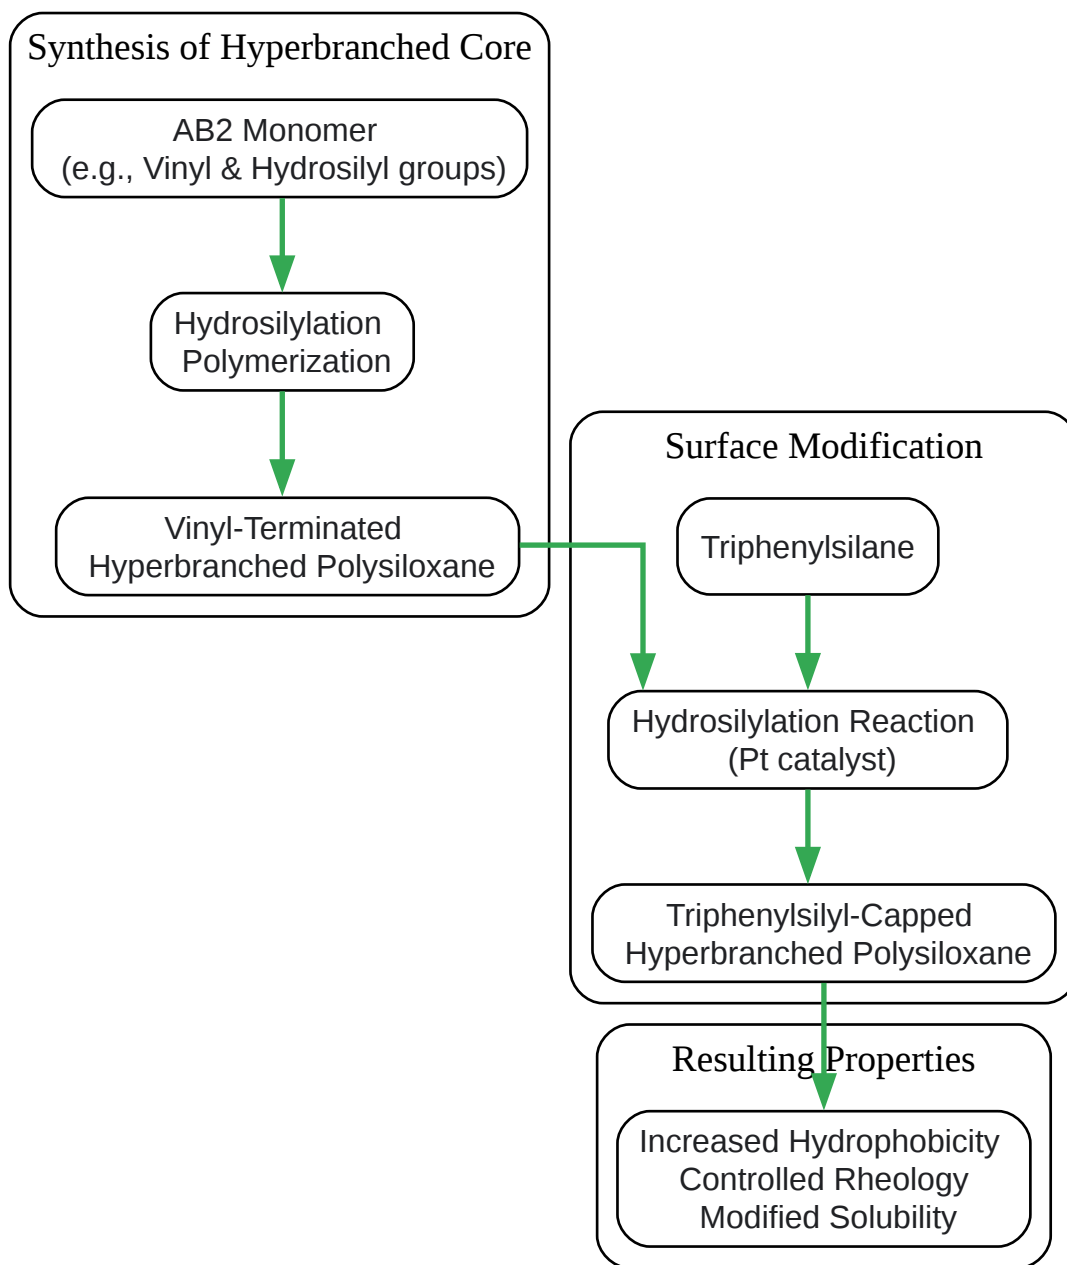 Synthesis of Hyperbranched Core
AB2 Monomer
(e.g., Vinyl & Hydrosilyl groups)
Hydrosilylation
Polymerization
Vinyl-Terminated
Hyperbranched Polysiloxane
Surface Modification
Triphenylsilane
Hydrosilylation Reaction
(Pt catalyst)
Triphenylsilyl-Capped
Hyperbranched Polysiloxane
Resulting Properties
Increased Hydrophobicity
Controlled Rheology
Modified Solubility